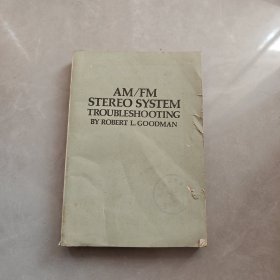 AM/FM
STEREO SYSTEM
TROUBLESHOOTING
BY ROBERT L. GOODMAN